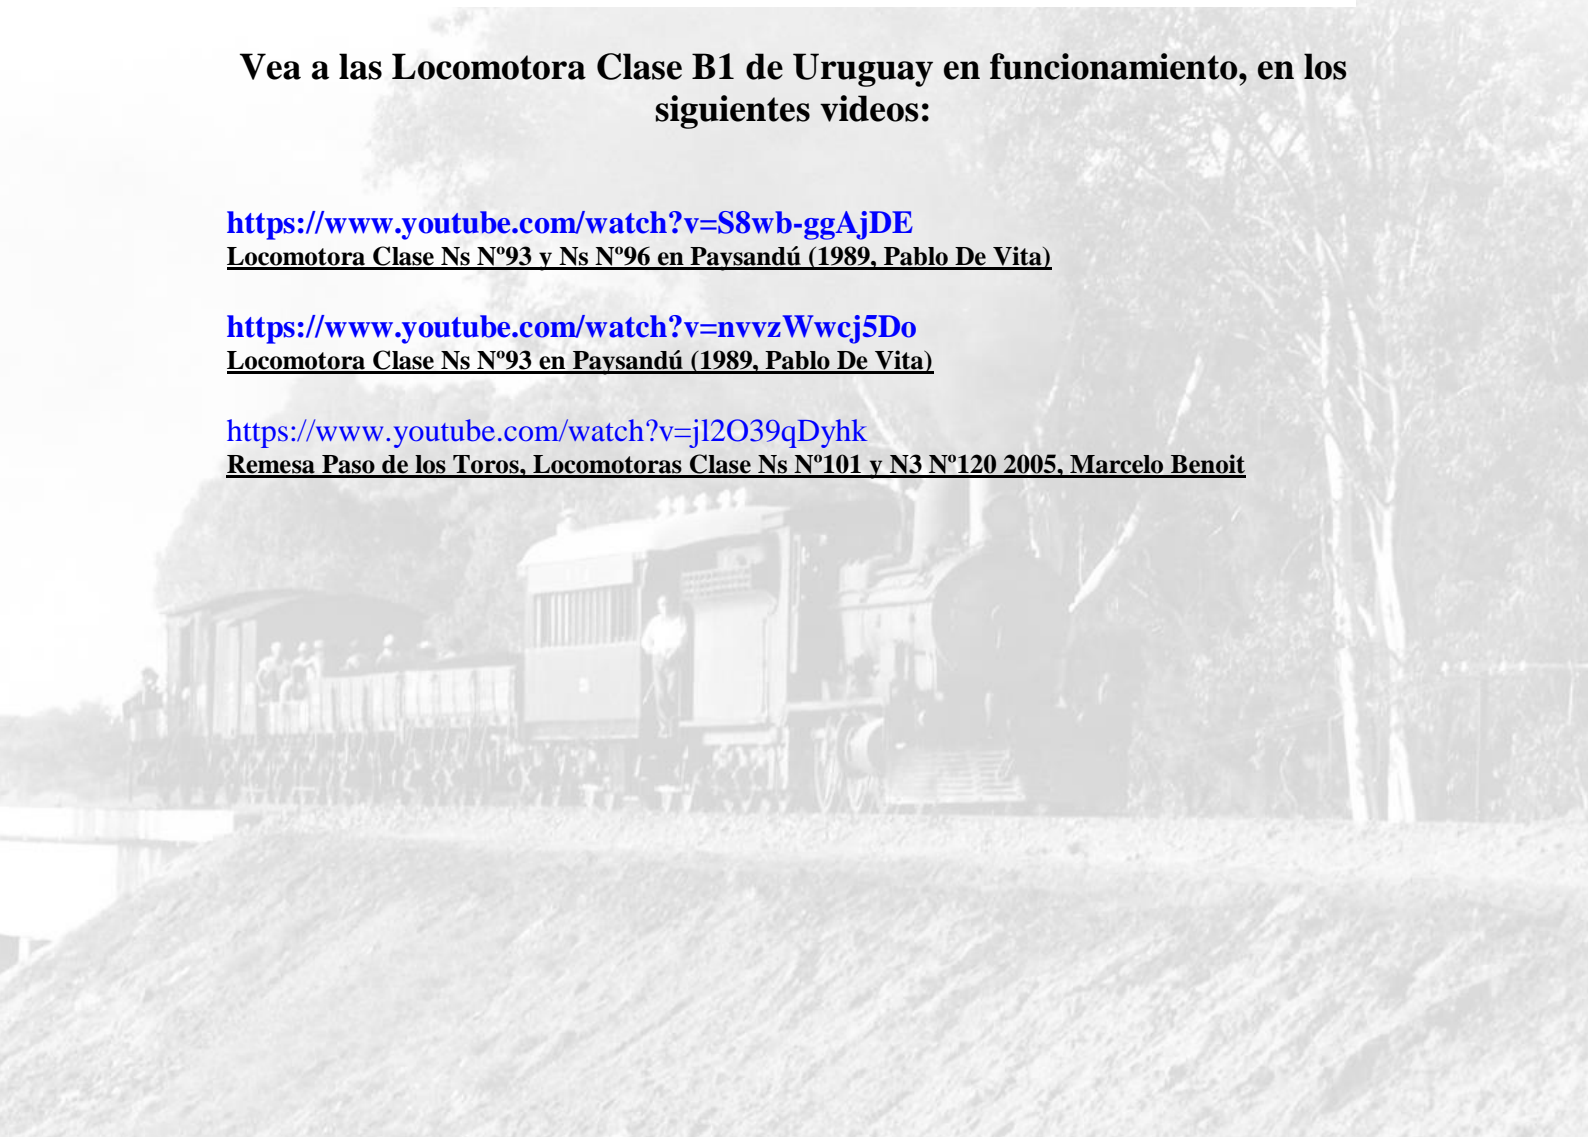 Vea a las Locomotora Clase B1 de Uruguay en funcionamiento, en los
siguientes videos:
https://www.youtube.com/watch?v=S8wb-ggAjDE
Locomotora Clase Ns Nº93 y Ns Nº96 en Paysandú (1989, Pablo De Vita)
https://www.youtube.com/watch?v=nvvzWwcj5Do
Locomotora Clase Ns Nº93 en Paysandú (1989, Pablo De Vita)
https://www.youtube.com/watch?v=jl2O39qDyhk
Remesa Paso de los Toros, Locomotoras Clase Ns Nº101 y N3 Nº120 2005, Marcelo Benoit